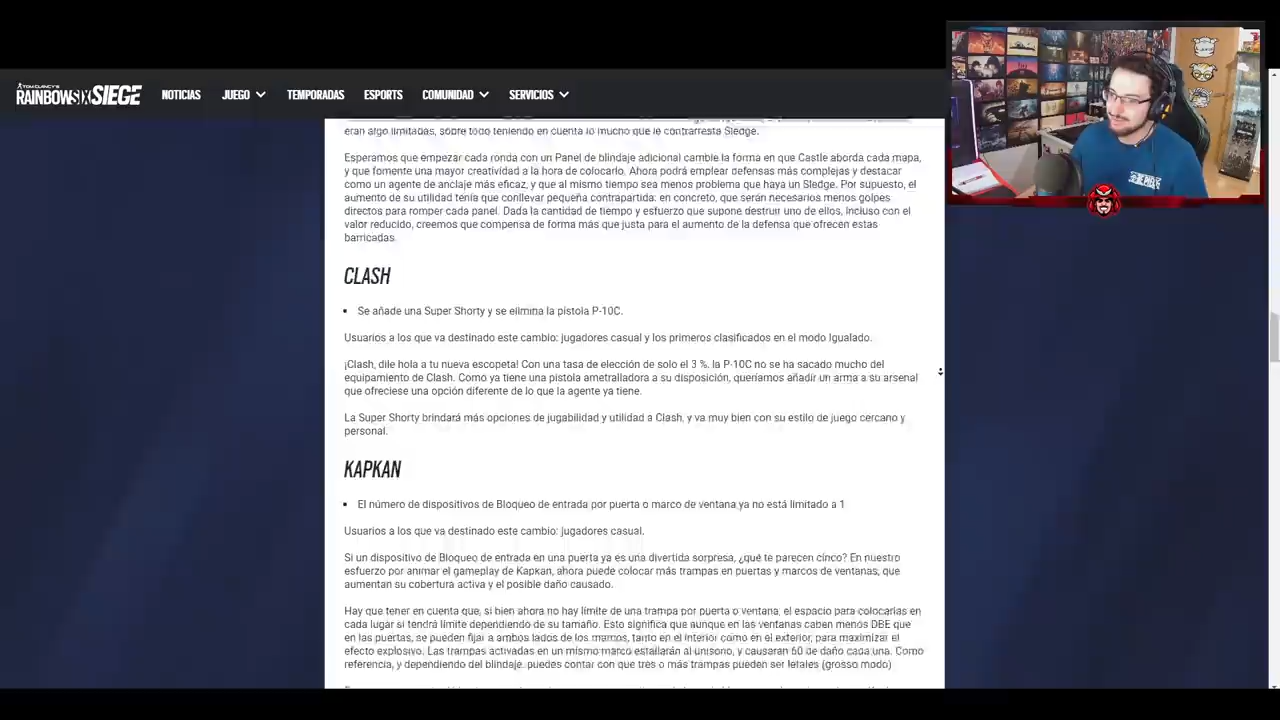 TOM CLANCY'S
RAINBOWSIX SIEGE
NOTICIAS
JUEGO
TEMPORADAS
ESPORTS
COMUNIDAD
SERVICIOS
eran algo limitadas, sobre todo teniendo en cuenta lo mucho que le contrarresta Sledge.
Esperamos que empezar cada ronda con un Panel de blindaje adicional cambie la forma en que Castle aborda cada mapa,
y que fomente una mayor creatividad a la hora de colocarlo. Ahora podrá emplear defensas más complejas y destacar
como un agente de anclaje más eficaz, y que al mismo tiempo sea menos problema que haya un Sledge. Por supuesto, el
aumento de su utilidad tenía que conllevar pequeña contrapartida: en concreto, que serán necesarios menos golpes
directos para romper cada panel. Dada la cantidad de tiempo y esfuerzo que supone destruir uno de ellos, incluso con el
valor reducido, creemos que compensa de forma más que justa para el aumento de la defensa que ofrecen estas
barricadas.
CLASH
• Se añade una Super Shorty y se elimina la pistola P-10C.
Usuarios a los que va destinado este cambio: jugadores casual y los primeros clasificados en el modo Igualado.
¡Clash, dile hola a tu nueva escopeta! Con una tasa de elección de solo el 3 %, la P-10C no se ha sacado mucho del
equipamiento de Clash. Como ya tiene una pistola ametralladora a su disposición, queríamos añadir un arma a su arsenal
que ofreciese una opción diferente de lo que la agente ya tiene.
La Super Shorty brindará más opciones de jugabilidad y utilidad a Clash, y va muy bien con su estilo de juego cercano y
personal.
KAPKAN
• El número de dispositivos de Bloqueo de entrada por puerta o marco de ventana ya no está limitado a 1
Usuarios a los que va destinado este cambio: jugadores casual.
Si un dispositivo de Bloqueo de entrada en una puerta ya es una divertida sorpresa, ¿qué te parecen cinco? En nuestro
esfuerzo por animar el gameplay de Kapkan, ahora puede colocar más trampas en puertas y marcos de ventanas, que
aumentan su cobertura activa y el posible daño causado.
Hay que tener en cuenta que, si bien ahora no hay límite de una trampa por puerta o ventana, el espacio para colocarlas en
cada lugar sí tendrá límite dependiendo de su tamaño. Esto significa que aunque en las ventanas caben menos DBE que
en las puertas, se pueden fijar a ambos lados de los marcos, tanto en el interior como en el exterior, para maximizar el
efecto explosivo. Las trampas activadas en un mismo marco estallarán al unísono, y causarán 60 de daño cada una. Como
referencia, y dependiendo del blindaje, puedes contar con que tres o más trampas pueden ser letales (grosso modo)